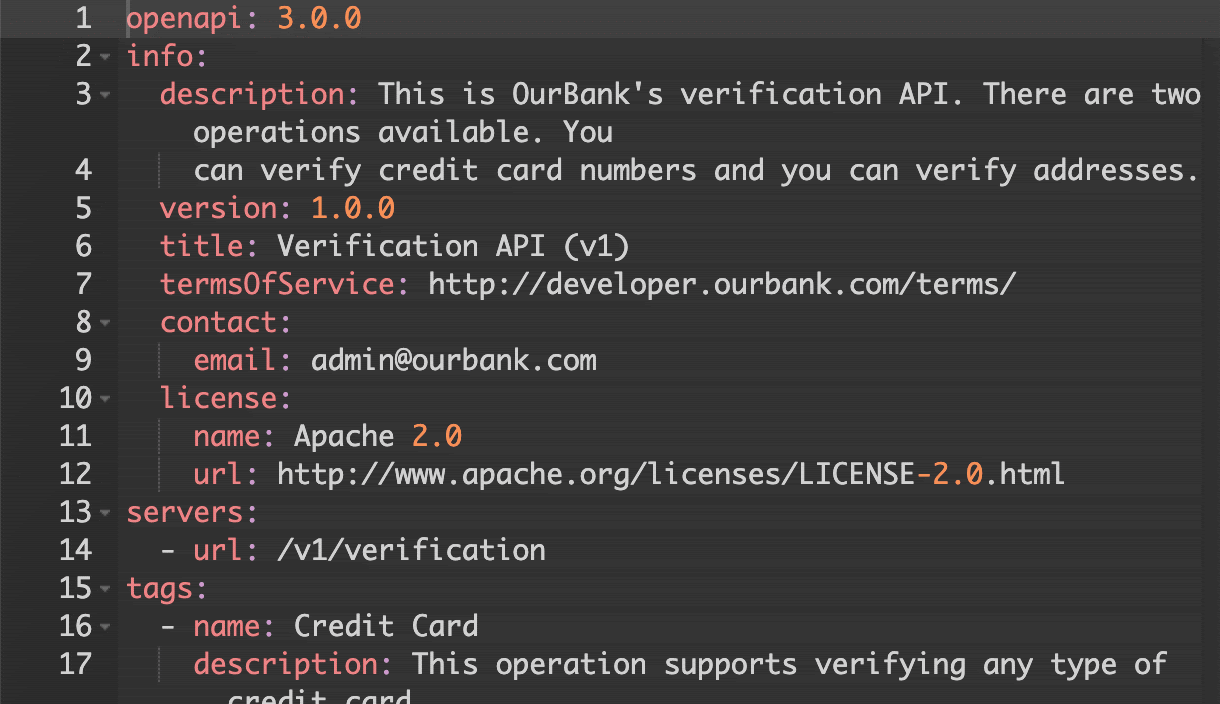 1 openapi: 3.0.0
2 info:
3 description: This is OurBank's verification API. There are two
operations available. You
4 can verify credit card numbers and you can verify addresses.
5 version: 1.0.0
6 title: Verification API (v1)
7 termsOfService: http://developer.ourbank.com/terms/
8 contact:
9 email: admin@ourbank.com
10 license:
11 name: Apache 2.0
12 url: http://www.apache.org/licenses/LICENSE-2.0.html
13 servers:
14 - url: /v1/verification
15 tags:
16 - name: Credit Card
17 description: This operation supports verifying any type of
credit card